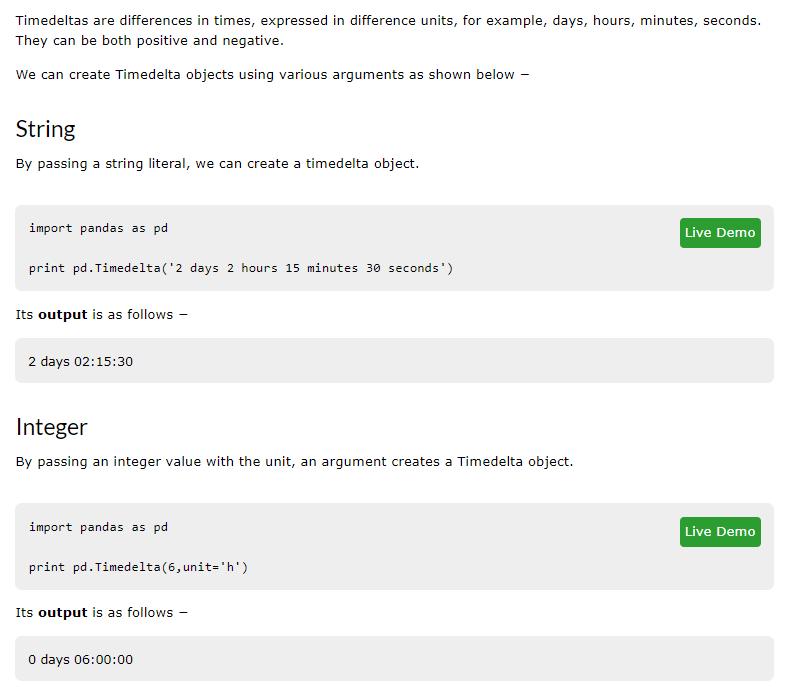 Timedeltas are differences in times, expressed in difference units, for example, days, hours, minutes, seconds.
They can be both positive and negative.
We can create Timedelta objects using various arguments as shown below −
String
By passing a string literal, we can create a timedelta object.
import pandas as pd
Live Demo
print pd.Timedelta('2 days 2 hours 15 minutes 30 seconds')
Its output is as follows −
2 days 02:15:30
Integer
By passing an integer value with the unit, an argument creates a Timedelta object.
import pandas as pd
Live Demo
print pd.Timedelta(6,unit='h')
Its output is as follows −
0 days 06:00:00